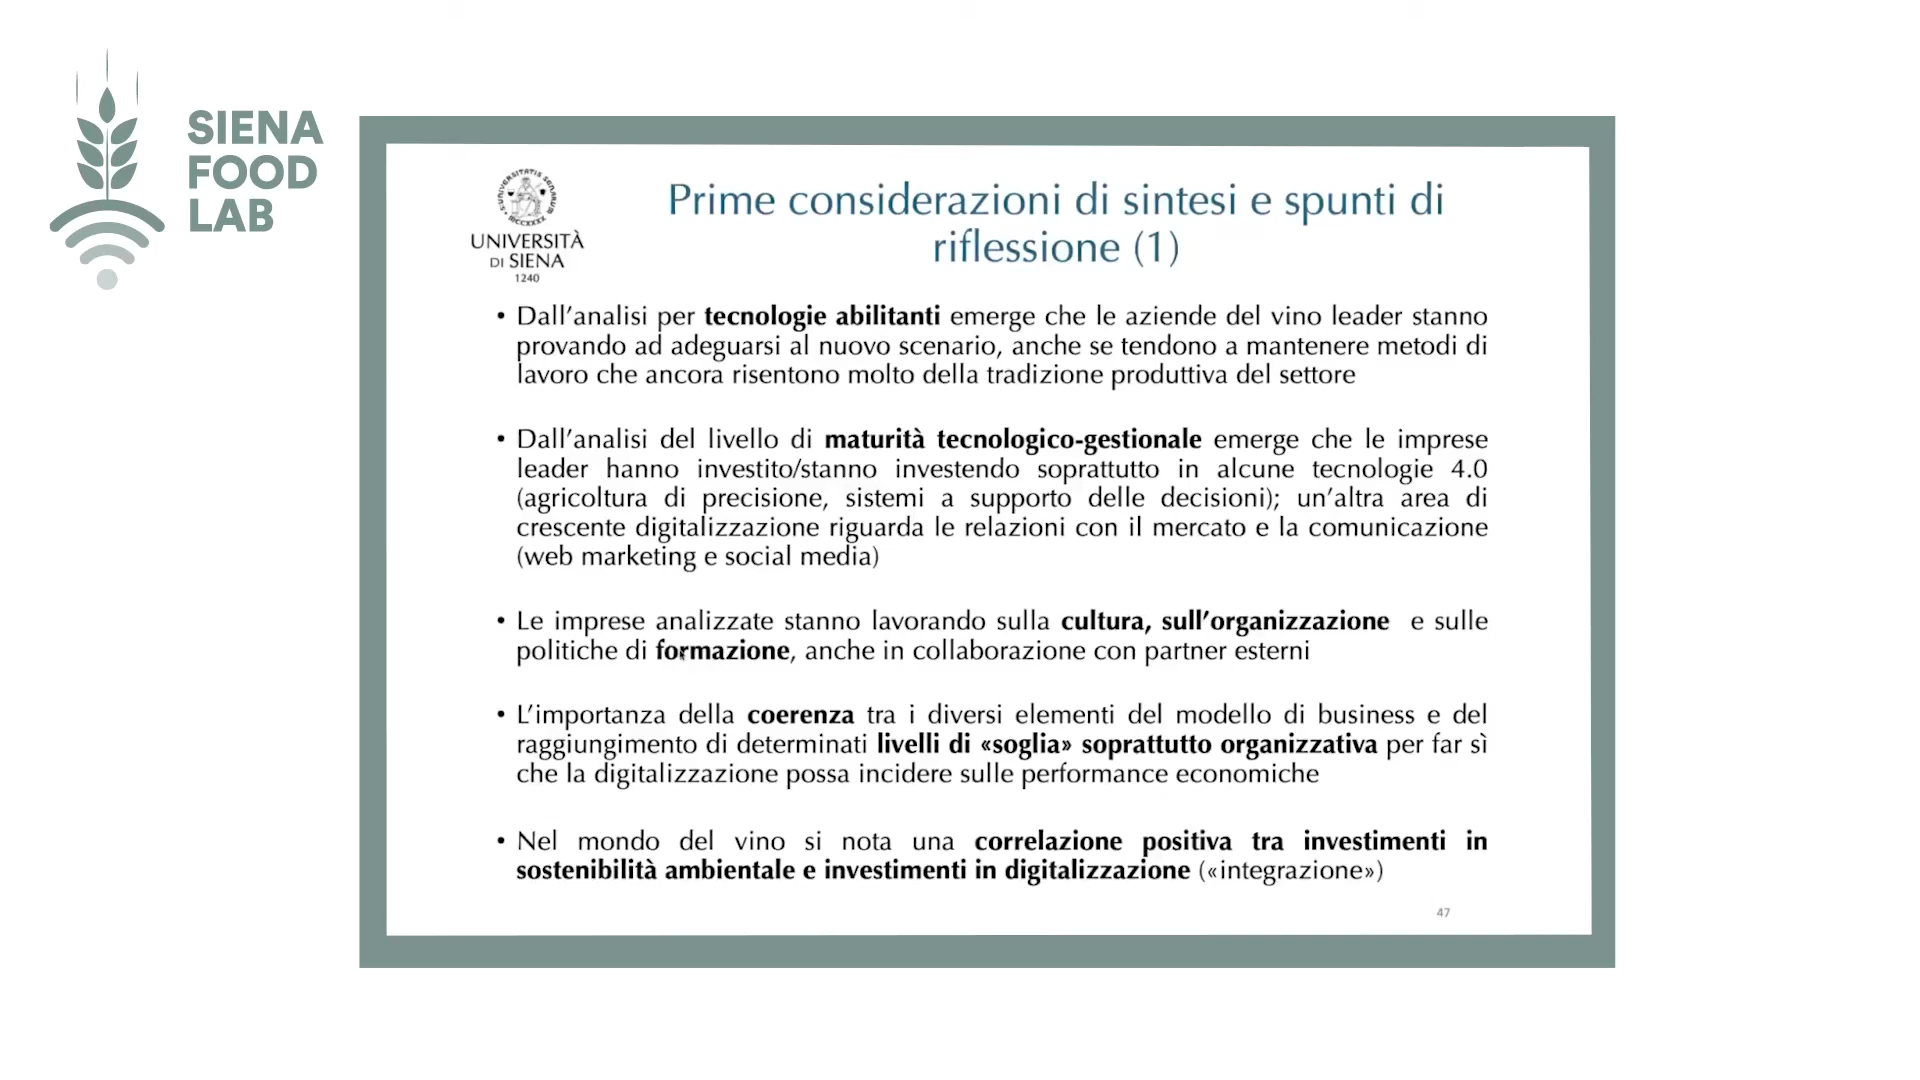 SIENA
FOOD
LAB
UNIVERSITÀ
DI SIENA
1240
Prime considerazioni di sintesi e spunti di
riflessione (1)
• Dall’analisi per tecnologie abilitanti emerge che le aziende del vino leader stanno
provando ad adeguarsi al nuovo scenario, anche se tendono a mantenere metodi di
lavoro che ancora risentono molto della tradizione produttiva del settore
• Dall’analisi del livello di maturità tecnologico-gestionale emerge che le imprese
leader hanno investito/stanno investendo soprattutto in alcune tecnologie 4.0
(agricoltura di precisione, sistemi a supporto delle decisioni); un’altra area di
crescente digitalizzazione riguarda le relazioni con il mercato e la comunicazione
(web marketing e social media)
• Le imprese analizzate stanno lavorando sulla cultura, sull’organizzazione e sulle
politiche di formazione, anche in collaborazione con partner esterni
• L’importanza della coerenza tra i diversi elementi del modello di business e del
raggiungimento di determinati livelli di «soglia» soprattutto organizzativa per far sì
che la digitalizzazione possa incidere sulle performance economiche
• Nel mondo del vino si nota una correlazione positiva tra investimenti in
sostenibilità ambientale e investimenti in digitalizzazione («integrazione»)
47